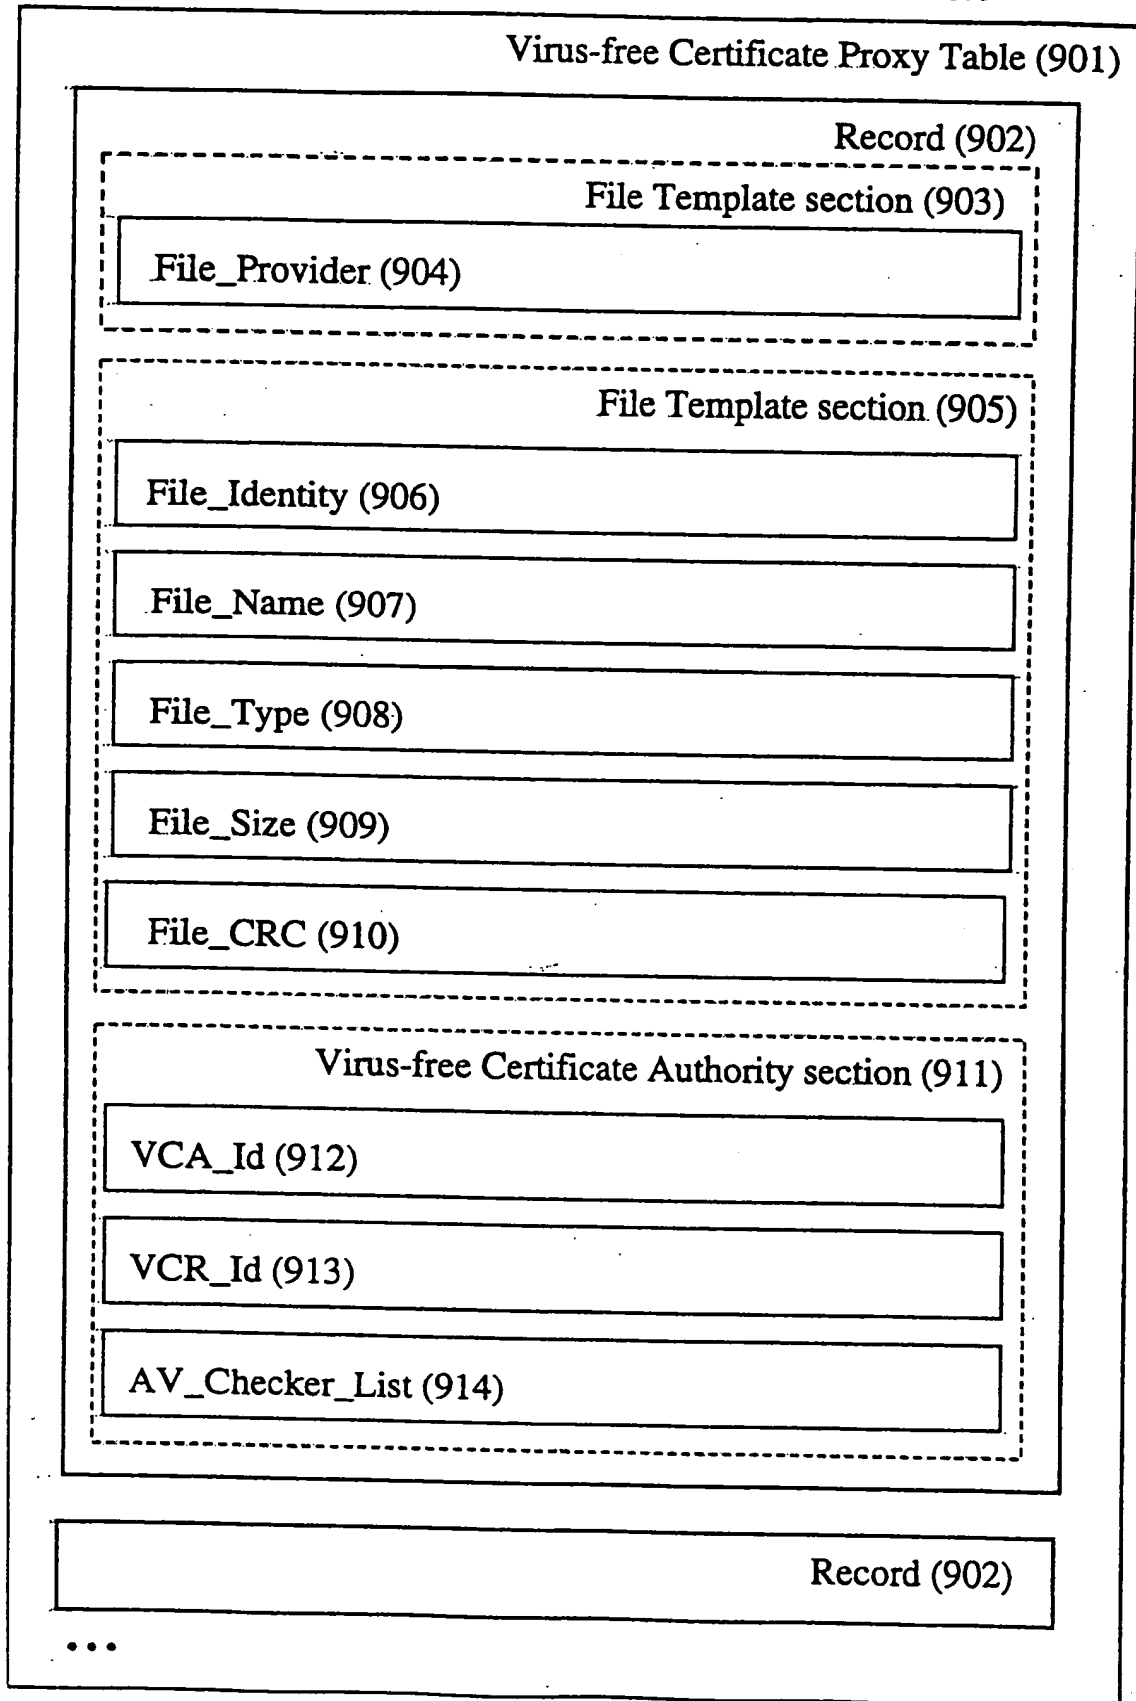 Virus-free Certificate Proxy Table (901)
Record (902)
File Template section (903)
File_Provider (904)
File Template section (905)
File_Identity (906)
File_Name (907)
File_Type (908)
File_Size (909)
File_CRC (910)
Virus-free Certificate Authority section (911)
VCA_Id (912)
VCR_Id (913)
AV_Checker_List (914)
Record (902)
...